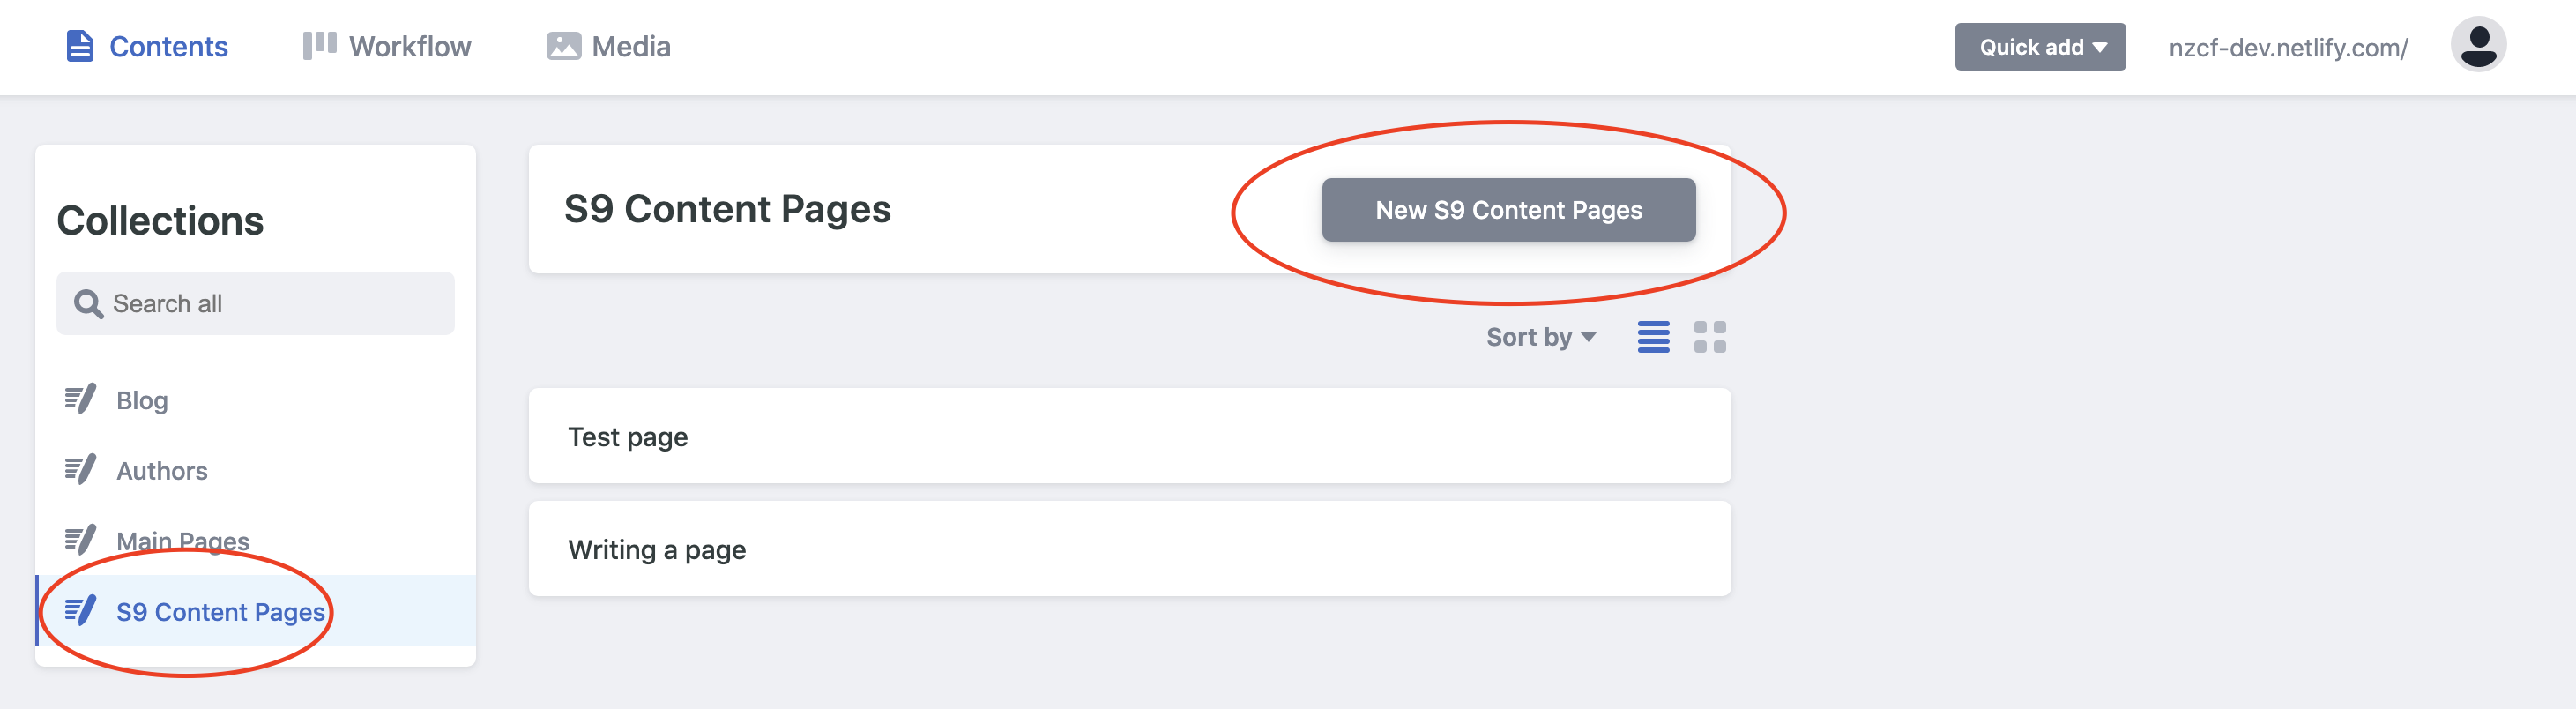 Contents
Workflow
Media
Quick add
nzcf-dev.netlify.com/
Collections
Search all
Blog
Authors
Main Pages
S9 Content Pages
S9 Content Pages
New S9 Content Pages
Sort by
Test page
Writing a page